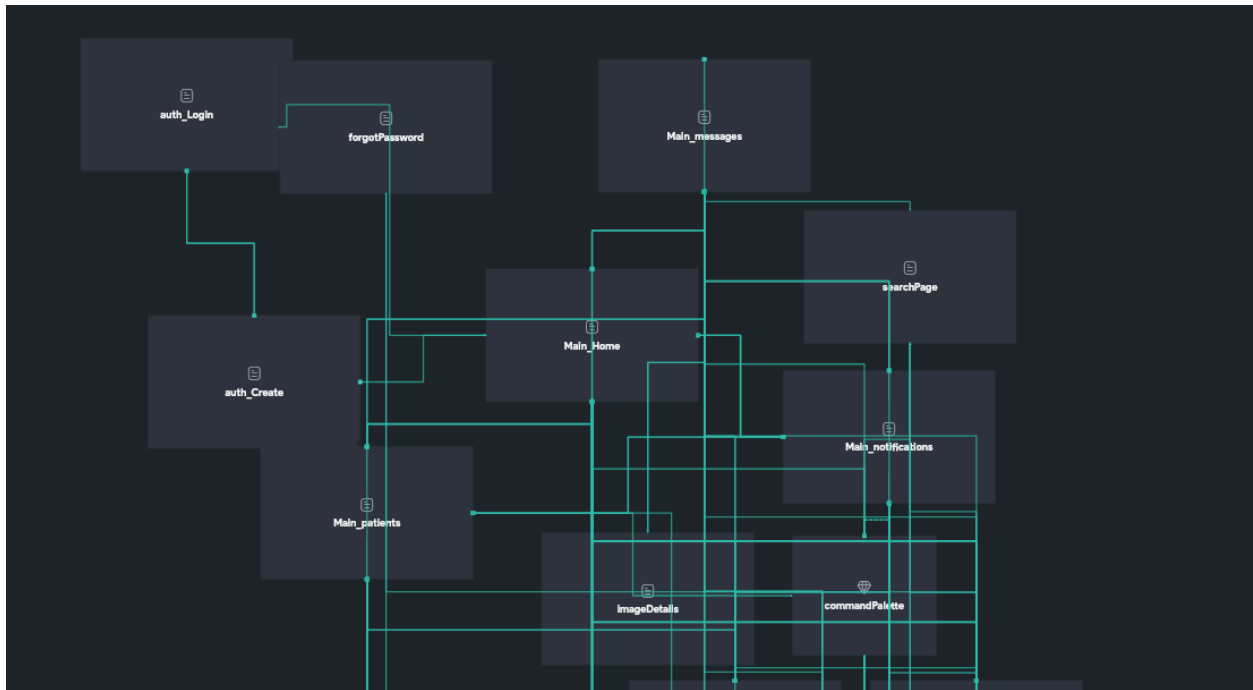 auth_Login
forgotPassword
Main_messages
searchPage
Main_Home
auth_Create
Main_notifications
Main_patients
imageDetails
commandPalette